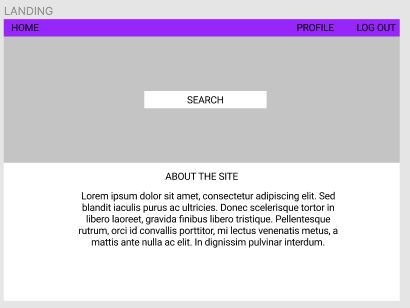 LANDING
HOME PROFILE LOG OUT
SEARCH
ABOUT THE SITE
Lorem ipsum dolor sit amet, consectetur adipiscing elit. Sed
blandit iaculis purus ac ultricies. Donec scelerisque tortor in
libero laoreet, gravida finibus libero tristique. Pellentesque
rutrum, orci id convallis porttitor, mi lectus venenatis metus, a
mattis ante nulla ac elit. In dignissim pulvinar interdum.